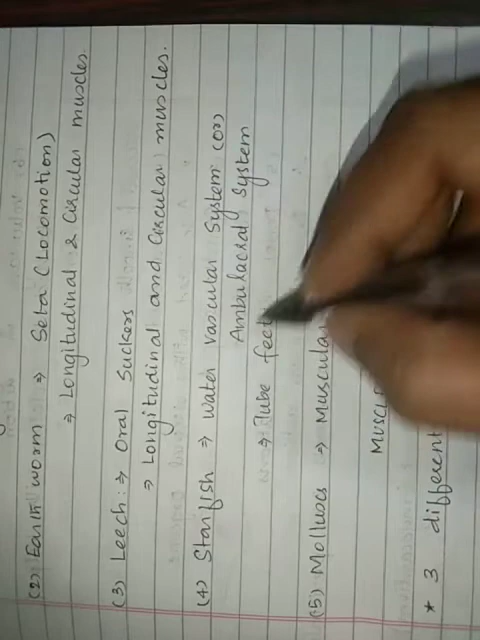 (2) Earth worm ⇒ Seta (Locomotion)
⇒ Longitudinal & Circular muscles.
(3) Leech:⇒ Oral Suckers
⇒ Longitudinal and Circular muscles.
(4) Starfish ⇒ water vascular System (or)
Ambulacral System
⇒ Tube feet
(5) Molluscs ⇒ Muscular
* 3 different